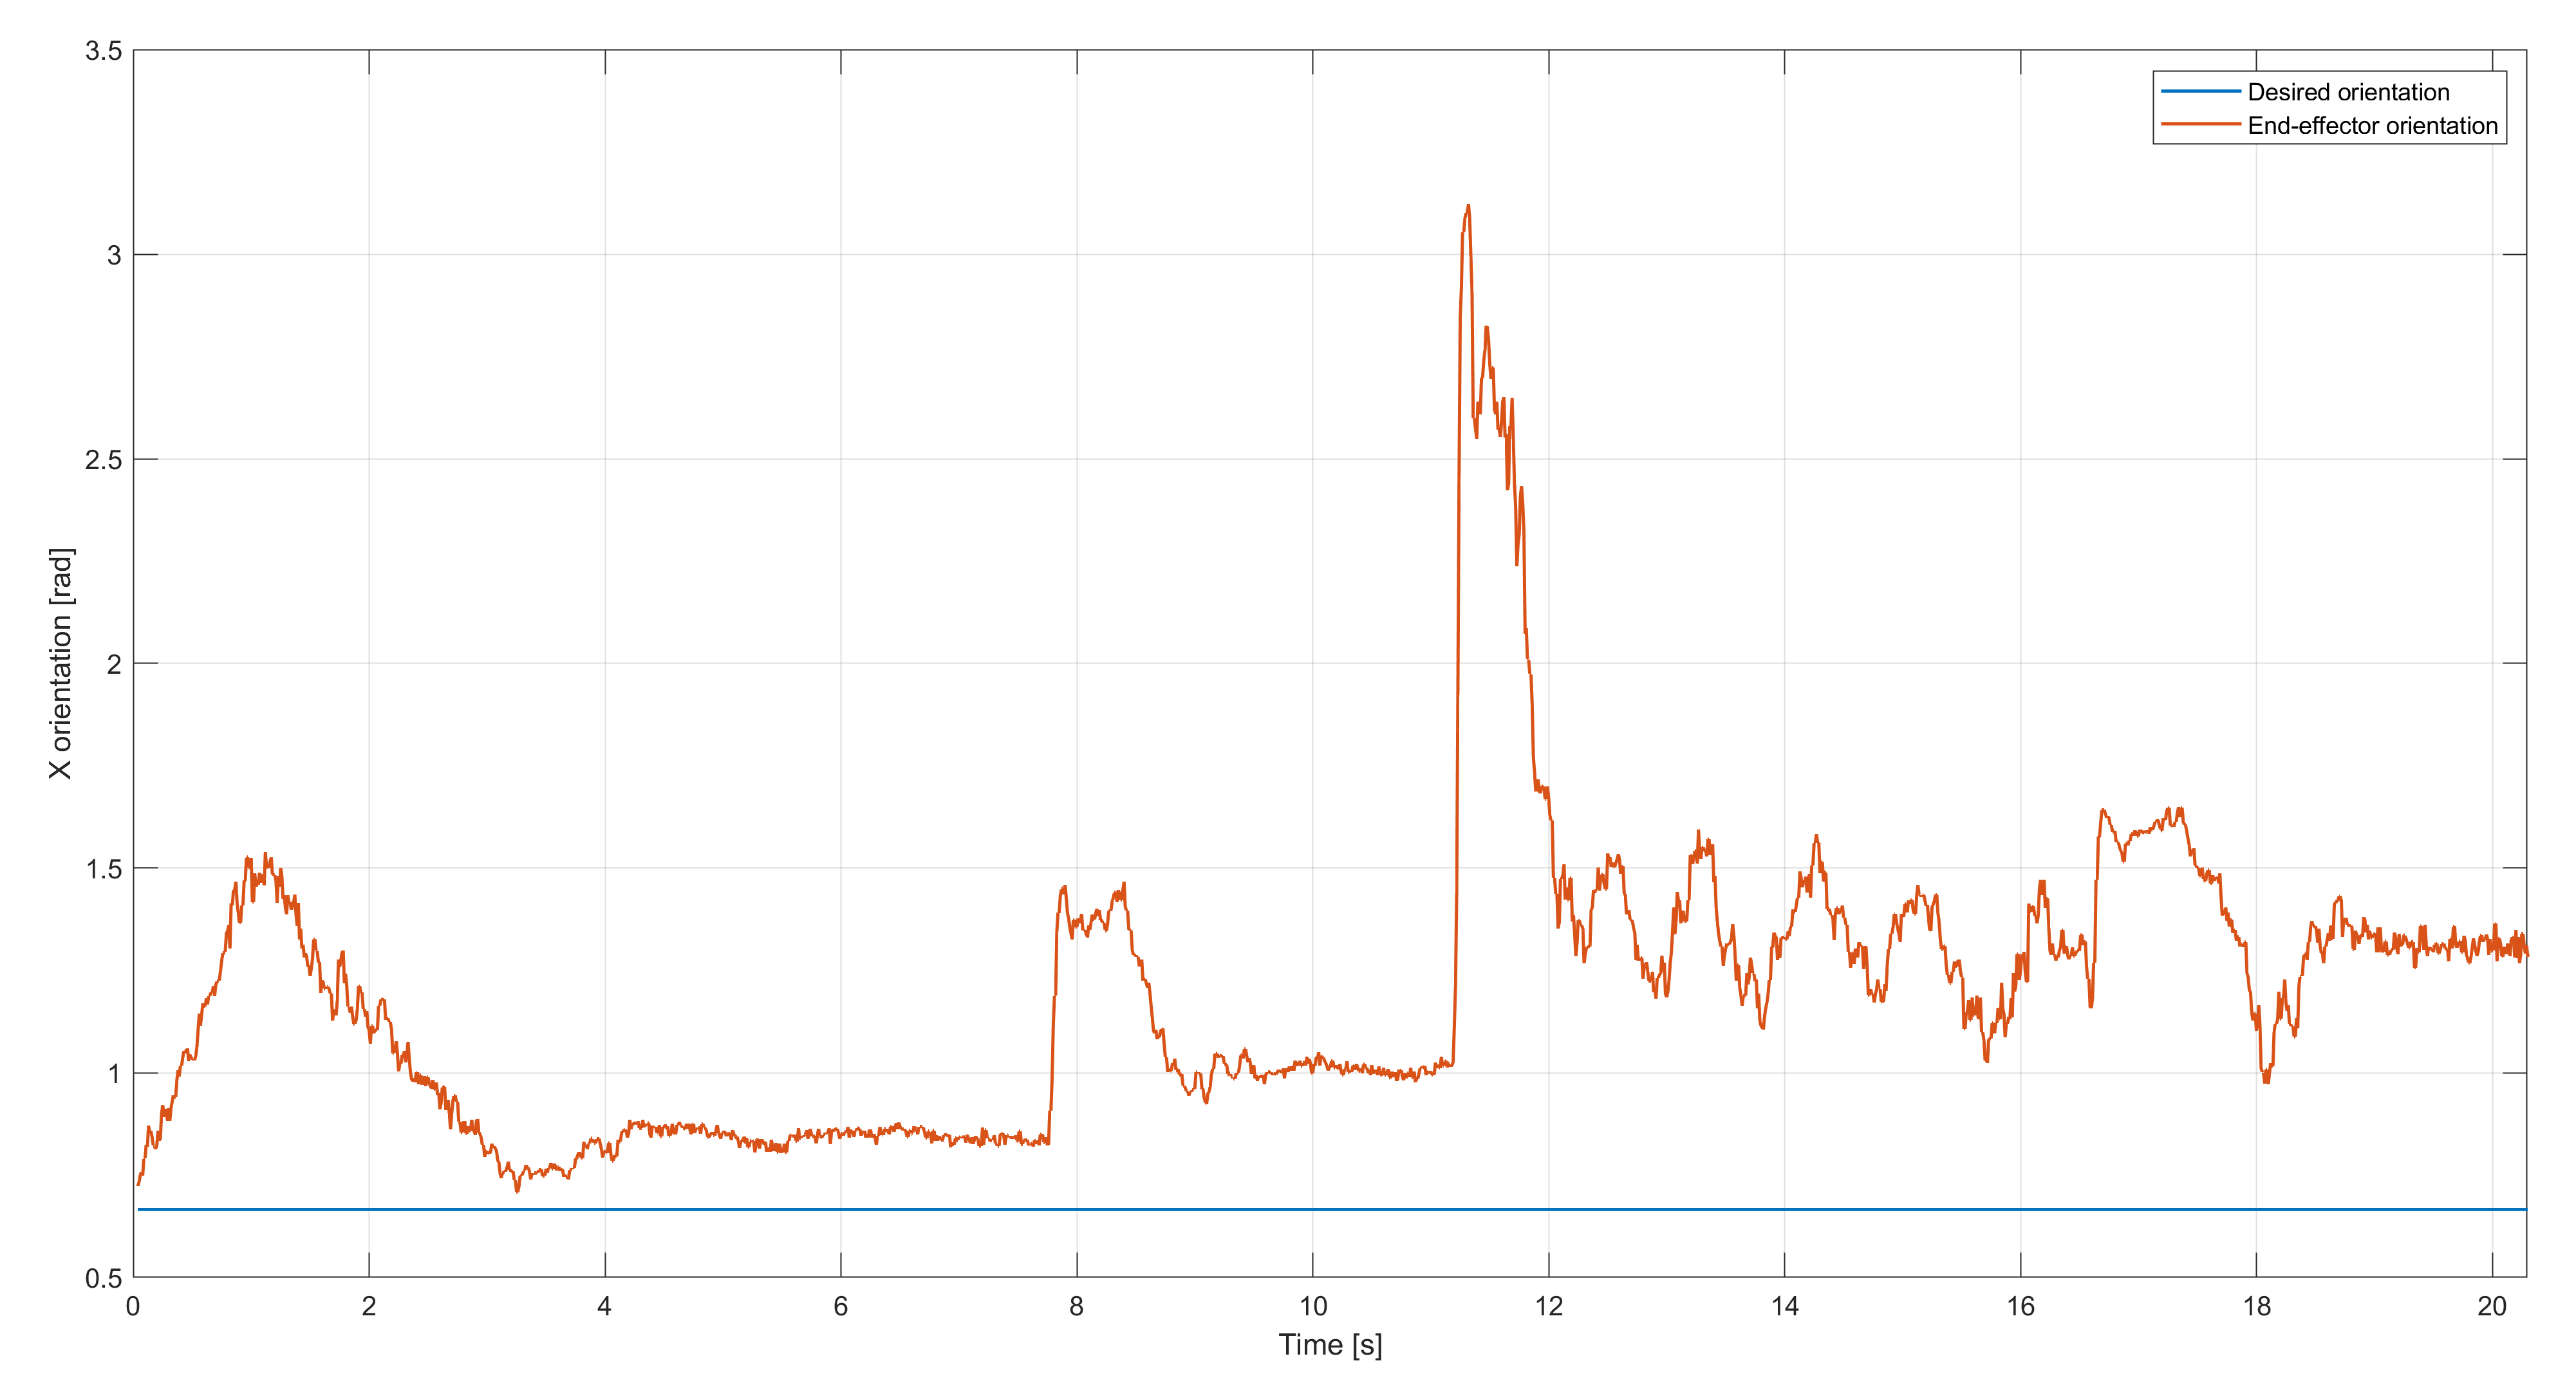 3.5
3
2.5
2
1.5
1
0.5
X orientation [rad]
Desired orientation
End-effector orientation
0 2 4 6 8 10 12 14 16 18 20
Time [s]